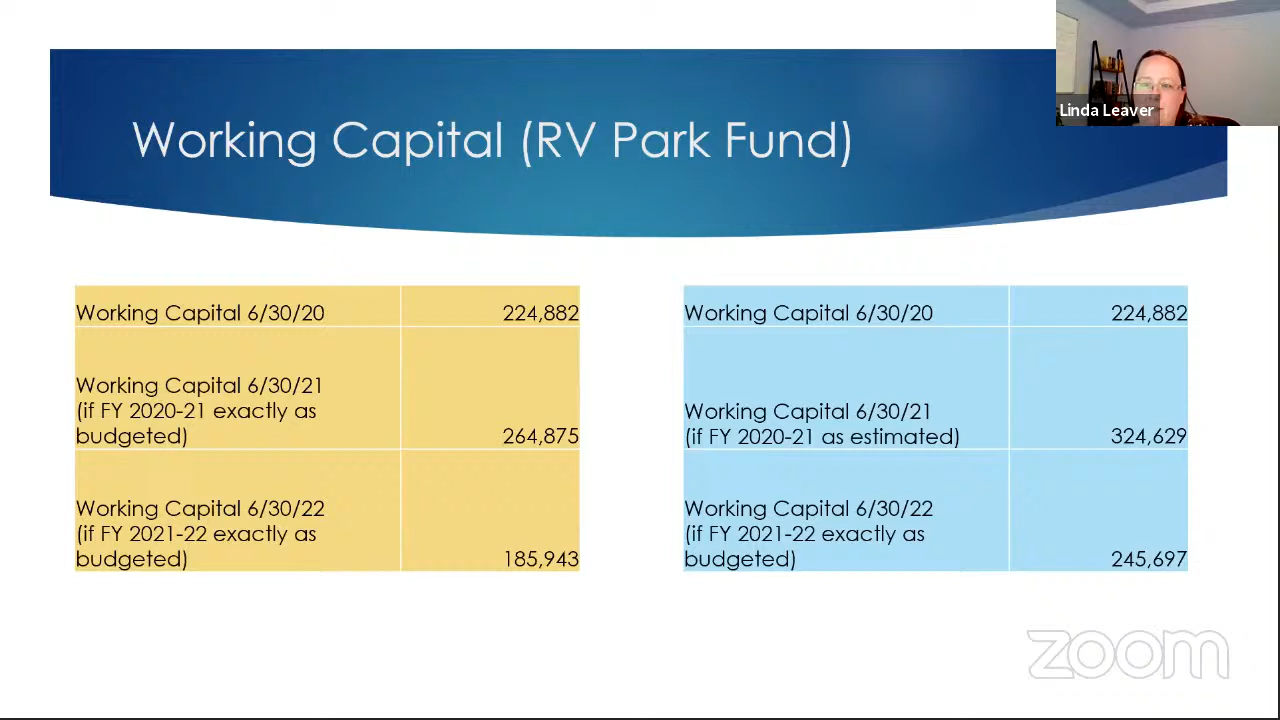 Linda Leaver
Working Capital (RV Park Fund)
Working Capital 6/30/20 224,882
Working Capital 6/30/21
(if FY 2020-21 exactly as
budgeted) 264,875
Working Capital 6/30/22
(if FY 2021-22 exactly as
budgeted) 185,943
Working Capital 6/30/20 224,882
Working Capital 6/30/21
(if FY 2020-21 as estimated) 324,629
Working Capital 6/30/22
(if FY 2021-22 exactly as
budgeted) 245,697
zoom